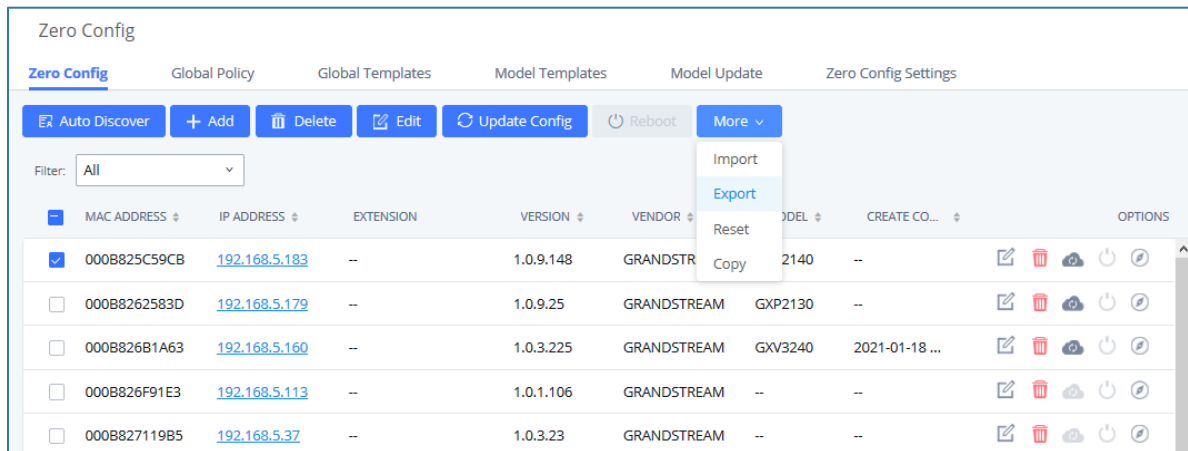 Zero Config
Zero Config Global Policy Global Templates Model Templates Model Update Zero Config Settings
Auto Discover + Add Delete Edit Update Config Reboot More
Filter: All
Import
Export
Reset
Copy
MAC ADDRESS IP ADDRESS EXTENSION VERSION VENDOR CREATE CO... OPTIONS
000B825C59CB 192.168.5.183 -- 1.0.9.148 2140 --
000B8262583D 192.168.5.179 -- 1.0.9.25 GRANDSTREAM GXP2130 --
000B826B1A63 192.168.5.160 -- 1.0.3.225 GRANDSTREAM GXV3240 2021-01-18 ...
000B826F91E3 192.168.5.113 -- 1.0.1.106 GRANDSTREAM -- --
000B827119B5 192.168.5.37 -- 1.0.3.23 GRANDSTREAM -- --